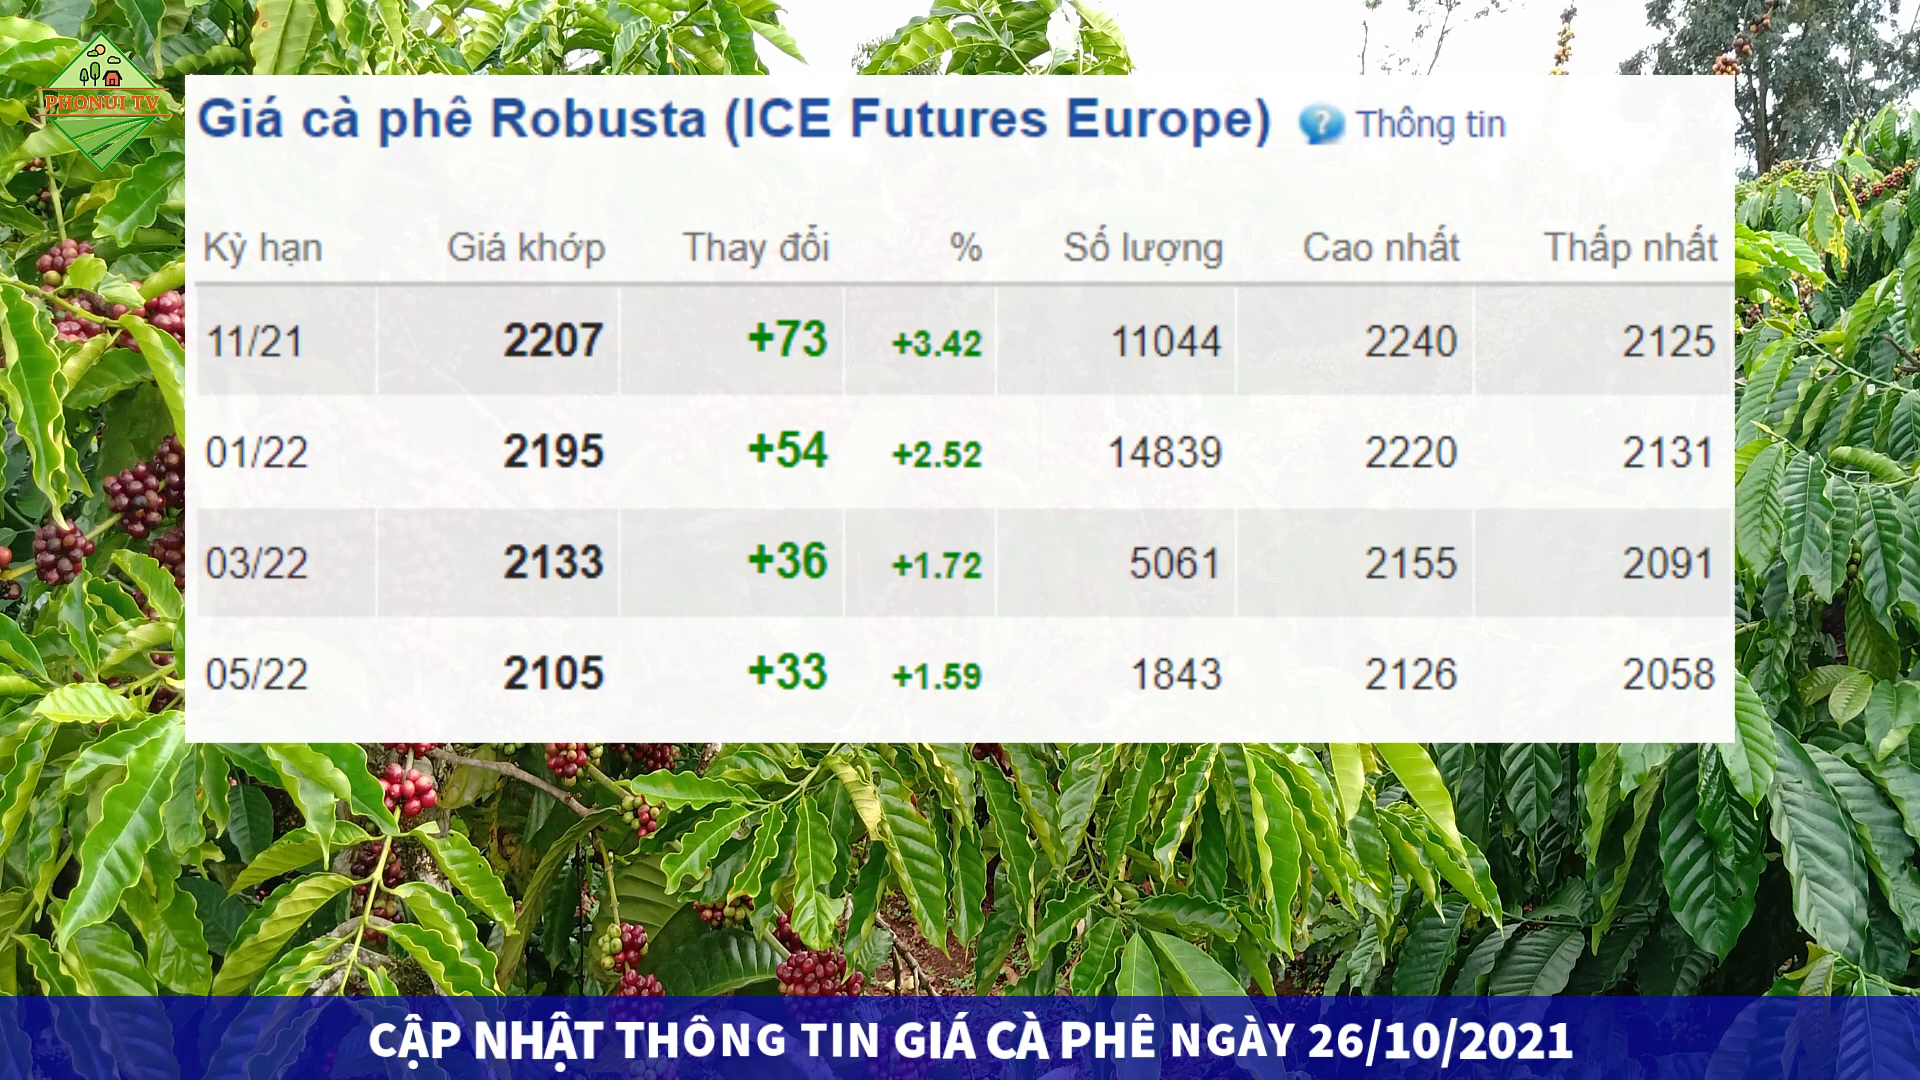 PHONUI TV
Giá cà phê Robusta (ICE Futures Europe) ? Thông tin
Kỳ hạn Giá khớp Thay đổi % Số lượng Cao nhất Thấp nhất
11/21 2207 +73 +3.42 11044 2240 2125
01/22 2195 +54 +2.52 14839 2220 2131
03/22 2133 +36 +1.72 5061 2155 2091
05/22 2105 +33 +1.59 1843 2126 2058
CẬP NHẬT THÔNG TIN GIÁ CÀ PHÊ NGÀY 26/10/2021